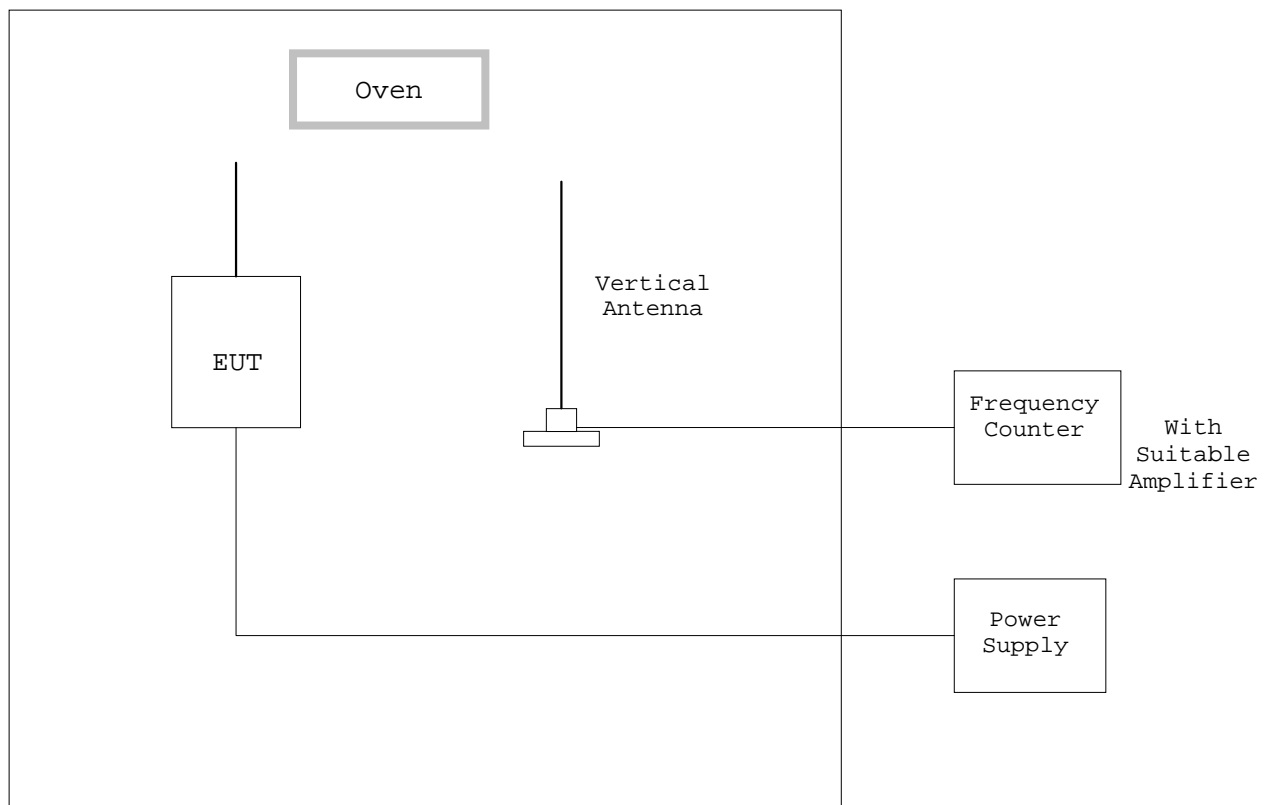 Oven
Vertical
Antenna
EUT
Frequency
Counter
With
Suitable
Amplifier
Power
Supply